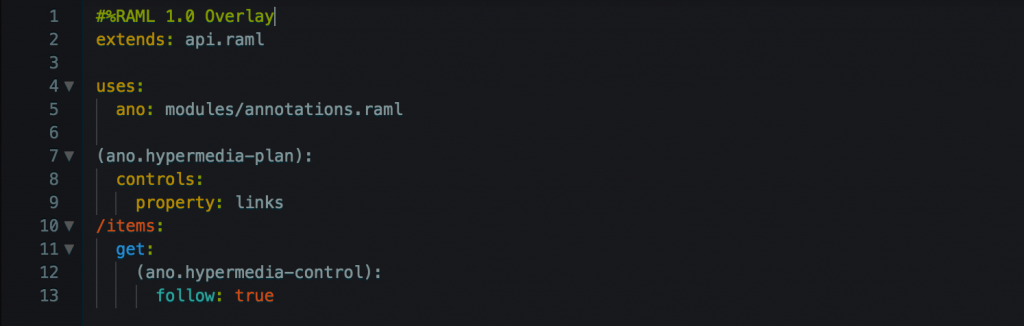 1 #%RAML 1.0 Overlay
2 extends: api.raml
3
4 uses:
5   ano: modules/annotations.raml
6
7 (ano.hypermedia-plan):
8   controls:
9     property: links
10 /items:
11   get:
12     (ano.hypermedia-control):
13       follow: true